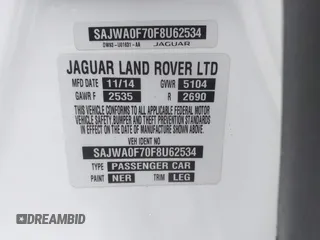 SAJWA0F70F8U62534
JAGUAR
JAGUAR LAND ROVER LTD
MFD DATE 11/14 GVWR 5104
GAWR F 2535 R 2690
THIS VEHICLE CONFORMS TO ALL APPLICABLE FEDERAL MOTOR
VEHICLE SAFETY, BUMPER AND THEFT PREVENTION STANDARDS
IN EFFECT ON THE DATE OF MANUFACTURE SHOWN ABOVE.
VEH IDENT NO
SAJWA0F70F8U62534
TYPE PASSENGER CAR
PAINT NER TRIM LEG
DREAMBID